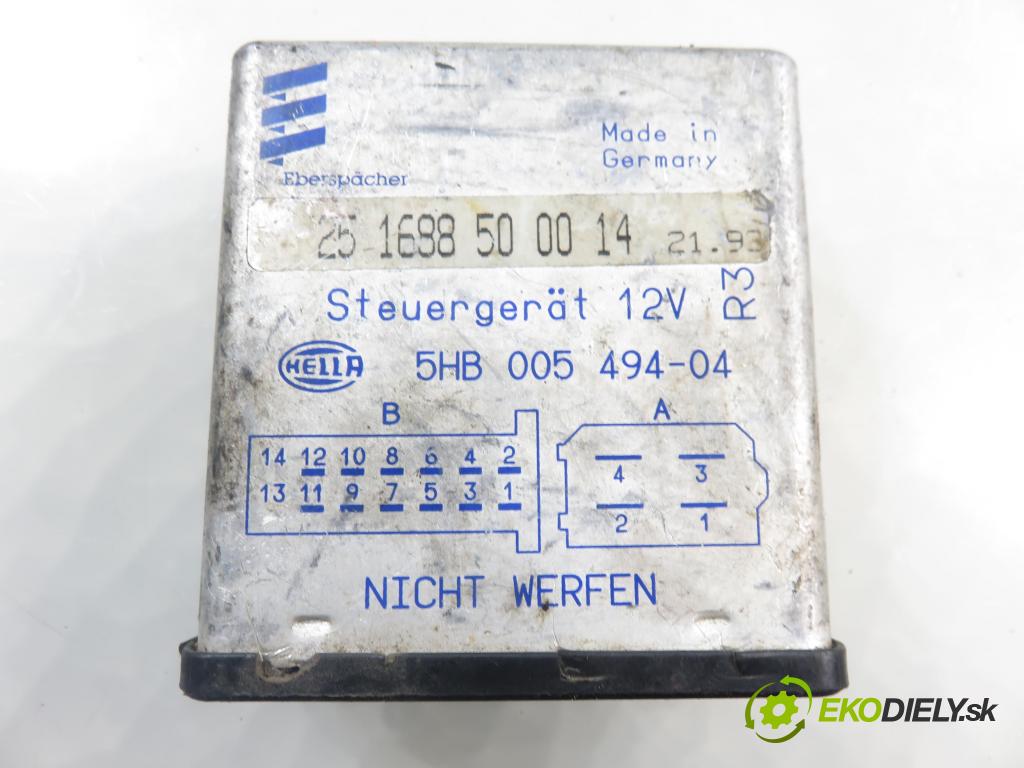 Eberspächer
Made in
Germany
25 1688 50 00 14 21.93
R3
Steuergerät 12V
HELLA
5HB 005 494-04
B
A
14 12 10 8 6 4 2
13 11 9 7 5 3 1
4 3
2 1
NICHT WERFEN
EKODIELY.sk